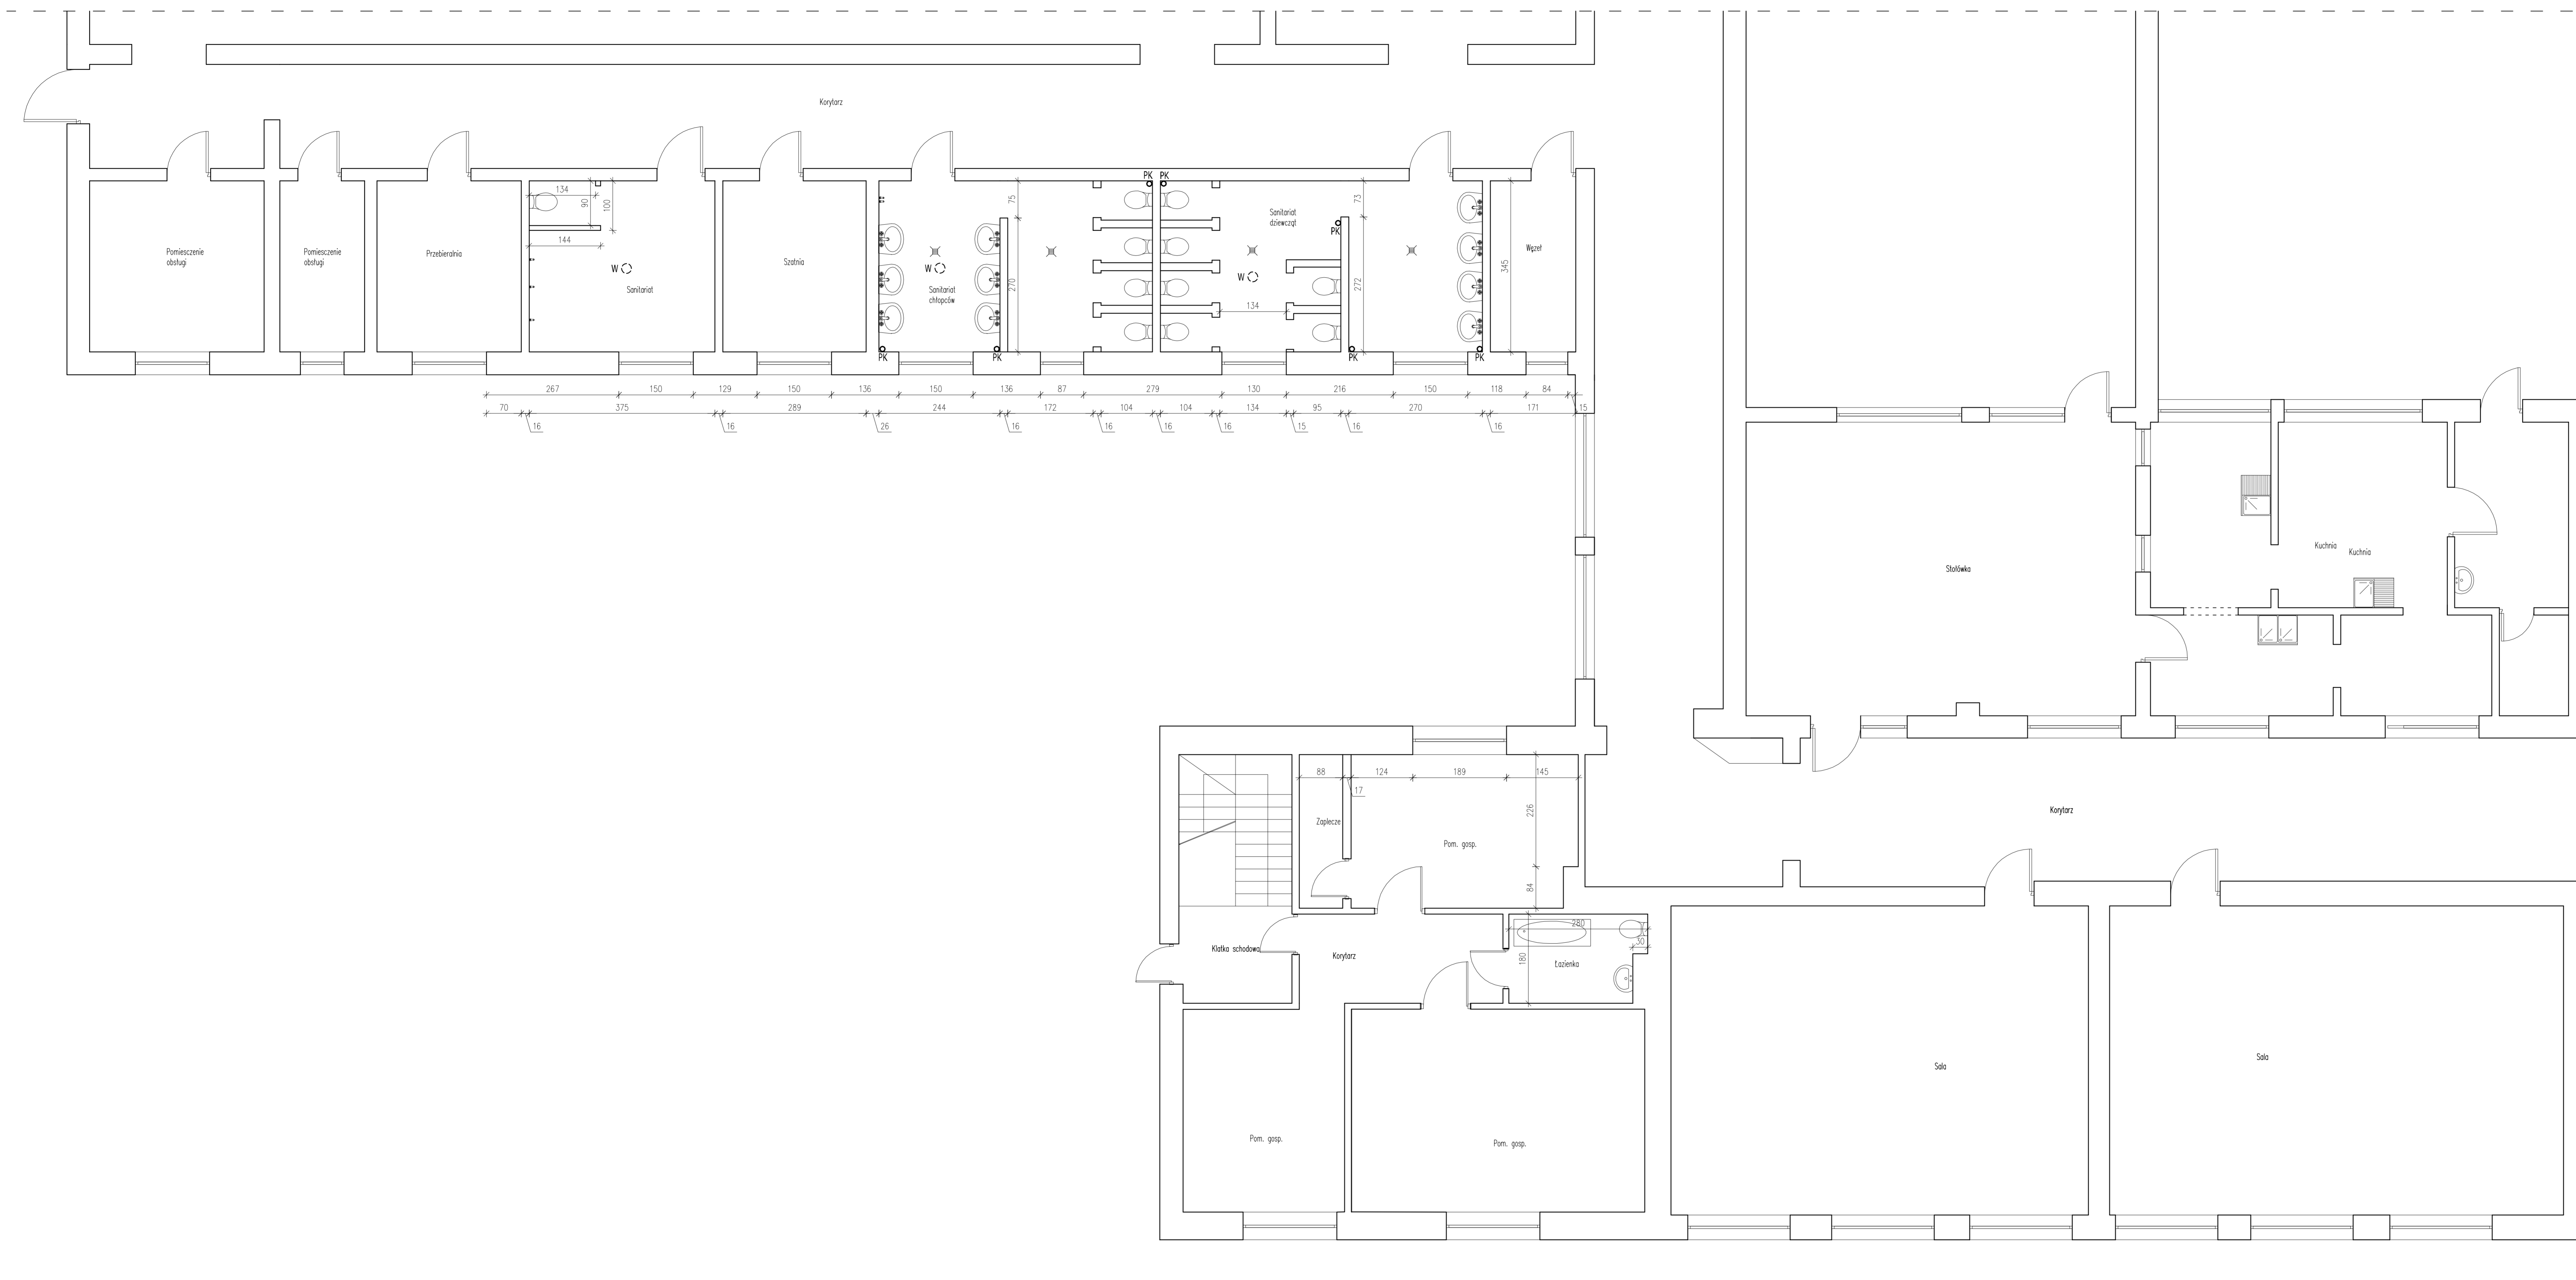 Korytarz
PK PK
134
90
100
144
75
73
Sanitariat
dziewcząt
PK
Pomiesczenie
obsługi
Pomiesczenie
obsługi
Przebieralnia
W
Sanitariat
Szatnia
W
Sanitariat
chłopców
270
W
134
272
345
Węzeł
PK
PK
PK
PK
267 150 129 150 136 150 136 87 279 130 216 150 118 84
70 375 289 244 172 104 104 134 95 270 171 15
16 16 26 16 16 16 16 15 16 16
Stołówka
Kuchnia
Kuchnia
88 124 189 145
17
226
Zaplecze
Pom. gosp.
84
Korytarz
280
30
180
Klatka schodowa
Korytarz
Łazienka
Pom. gosp.
Pom. gosp.
Sala
Sala